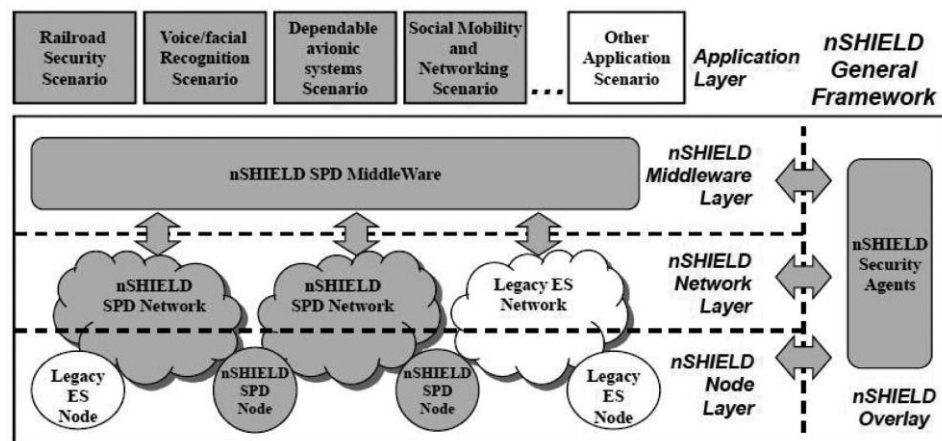 Railroad
Security
Scenario
Voice/facial
Recognition
Scenario
Dependable
avionic
systems
Scenario
Social Mobility
and
Networking
Scenario
...
Other
Application
Scenario
Application
Layer
nSHIELD
General
Framework
nSHIELD SPD MiddleWare
nSHIELD
Middleware
Layer
nSHIELD
SPD Network
nSHIELD
SPD Network
Legacy ES
Network
nSHIELD
Network
Layer
nSHIELD
Security
Agents
Legacy
ES
Node
nSHIELD
SPD
Node
nSHIELD
SPD
Node
Legacy
ES
Node
nSHIELD
Node
Layer
nSHIELD
Overlay